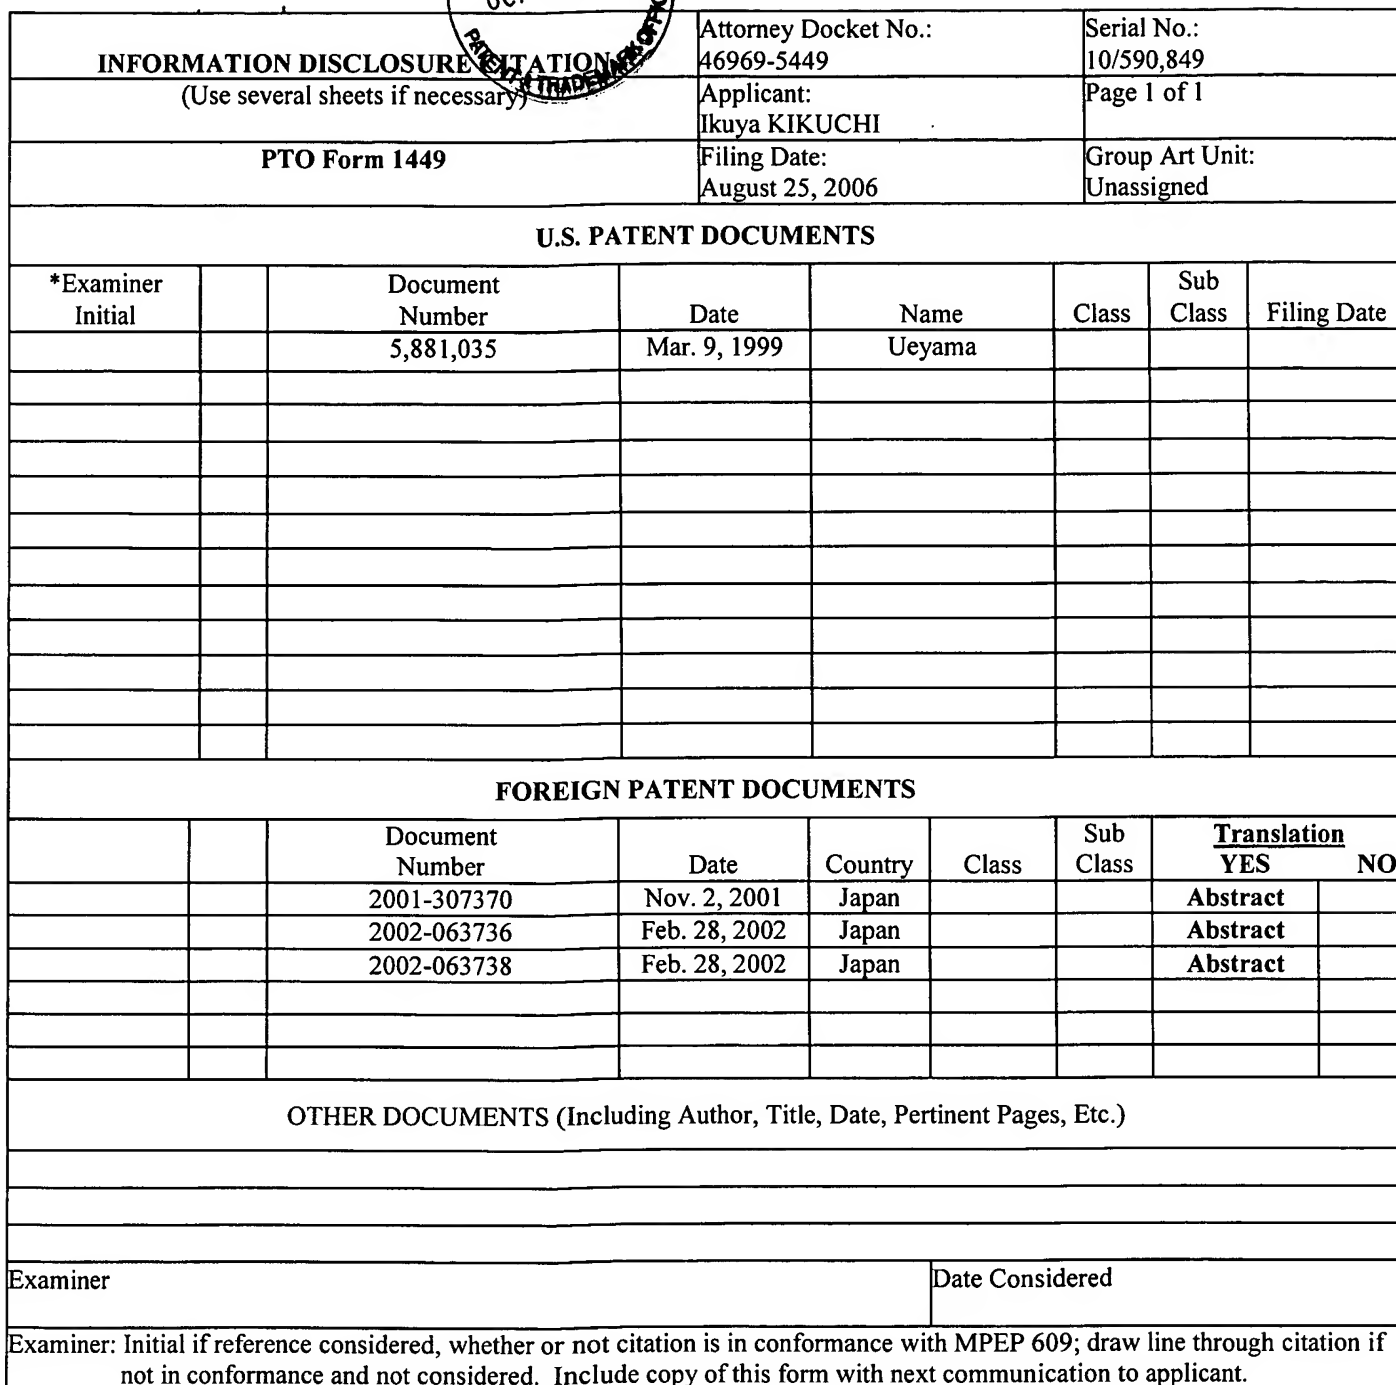 INFORMATION DISCLOSURE CITATION
(Use several sheets if necessary)
PTO Form 1449
PATENT & TRADEMARK
Attorney Docket No.:
46969-5449
Serial No.:
10/590,849
Applicant:
Ikuya KIKUCHI
Page 1 of 1
Filing Date:
August 25, 2006
Group Art Unit:
Unassigned
U.S. PATENT DOCUMENTS
*Examiner Initial Document Number Date Name Class Sub Class Filing Date
5,881,035 Mar. 9, 1999 Ueyama
FOREIGN PATENT DOCUMENTS
Document Number Date Country Class Sub Class Translation YES NO
2001-307370 Nov. 2, 2001 Japan Abstract
2002-063736 Feb. 28, 2002 Japan Abstract
2002-063738 Feb. 28, 2002 Japan Abstract
OTHER DOCUMENTS (Including Author, Title, Date, Pertinent Pages, Etc.)
Examiner Date Considered
Examiner: Initial if reference considered, whether or not citation is in conformance with MPEP 609; draw line through citation if
not in conformance and not considered. Include copy of this form with next communication to applicant.